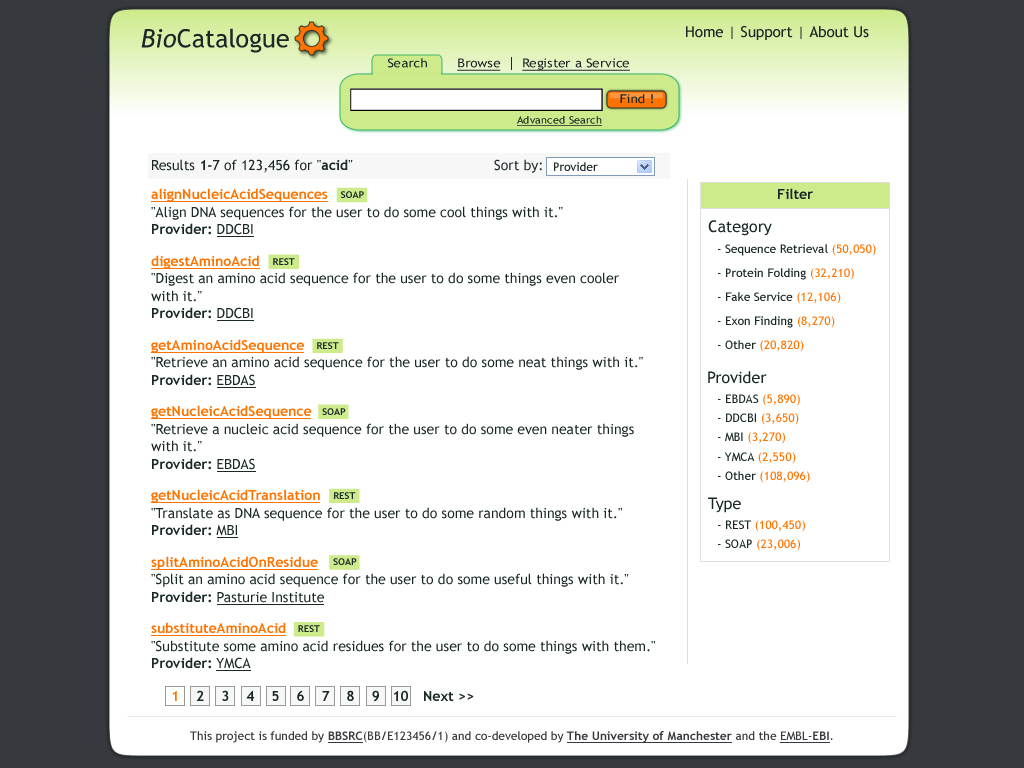 BioCatalogue
Home | Support | About Us
Search Browse | Register a Service
Find !
Advanced Search
Results 1-7 of 123,456 for "acid"
Sort by: Provider
alignNucleicAcidSequences SOAP
"Align DNA sequences for the user to do some cool things with it."
Provider: DDCBI
digestAminoAcid REST
"Digest an amino acid sequence for the user to do some things even cooler
with it."
Provider: DDCBI
getAminoAcidSequence REST
"Retrieve an amino acid sequence for the user to do some neat things with it."
Provider: EBDAS
getNucleicAcidSequence SOAP
"Retrieve a nucleic acid sequence for the user to do some even neater things
with it."
Provider: EBDAS
getNucleicAcidTranslation REST
"Translate as DNA sequence for the user to do some random things with it."
Provider: MBI
splitAminoAcidOnResidue SOAP
"Split an amino acid sequence for the user to do some useful things with it."
Provider: Pasturie Institute
substituteAminoAcid REST
"Substitute some amino acid residues for the user to do some things with them."
Provider: YMCA
1 2 3 4 5 6 7 8 9 10 Next >>
Filter
Category
- Sequence Retrieval (50,050)
- Protein Folding (32,210)
- Fake Service (12,106)
- Exon Finding (8,270)
- Other (20,820)
Provider
- EBDAS (5,890)
- DDCBI (3,650)
- MBI (3,270)
- YMCA (2,550)
- Other (108,096)
Type
- REST (100,450)
- SOAP (23,006)
This project is funded by BBSRC(BB/E123456/1) and co-developed by The University of Manchester and the EMBL-EBI.